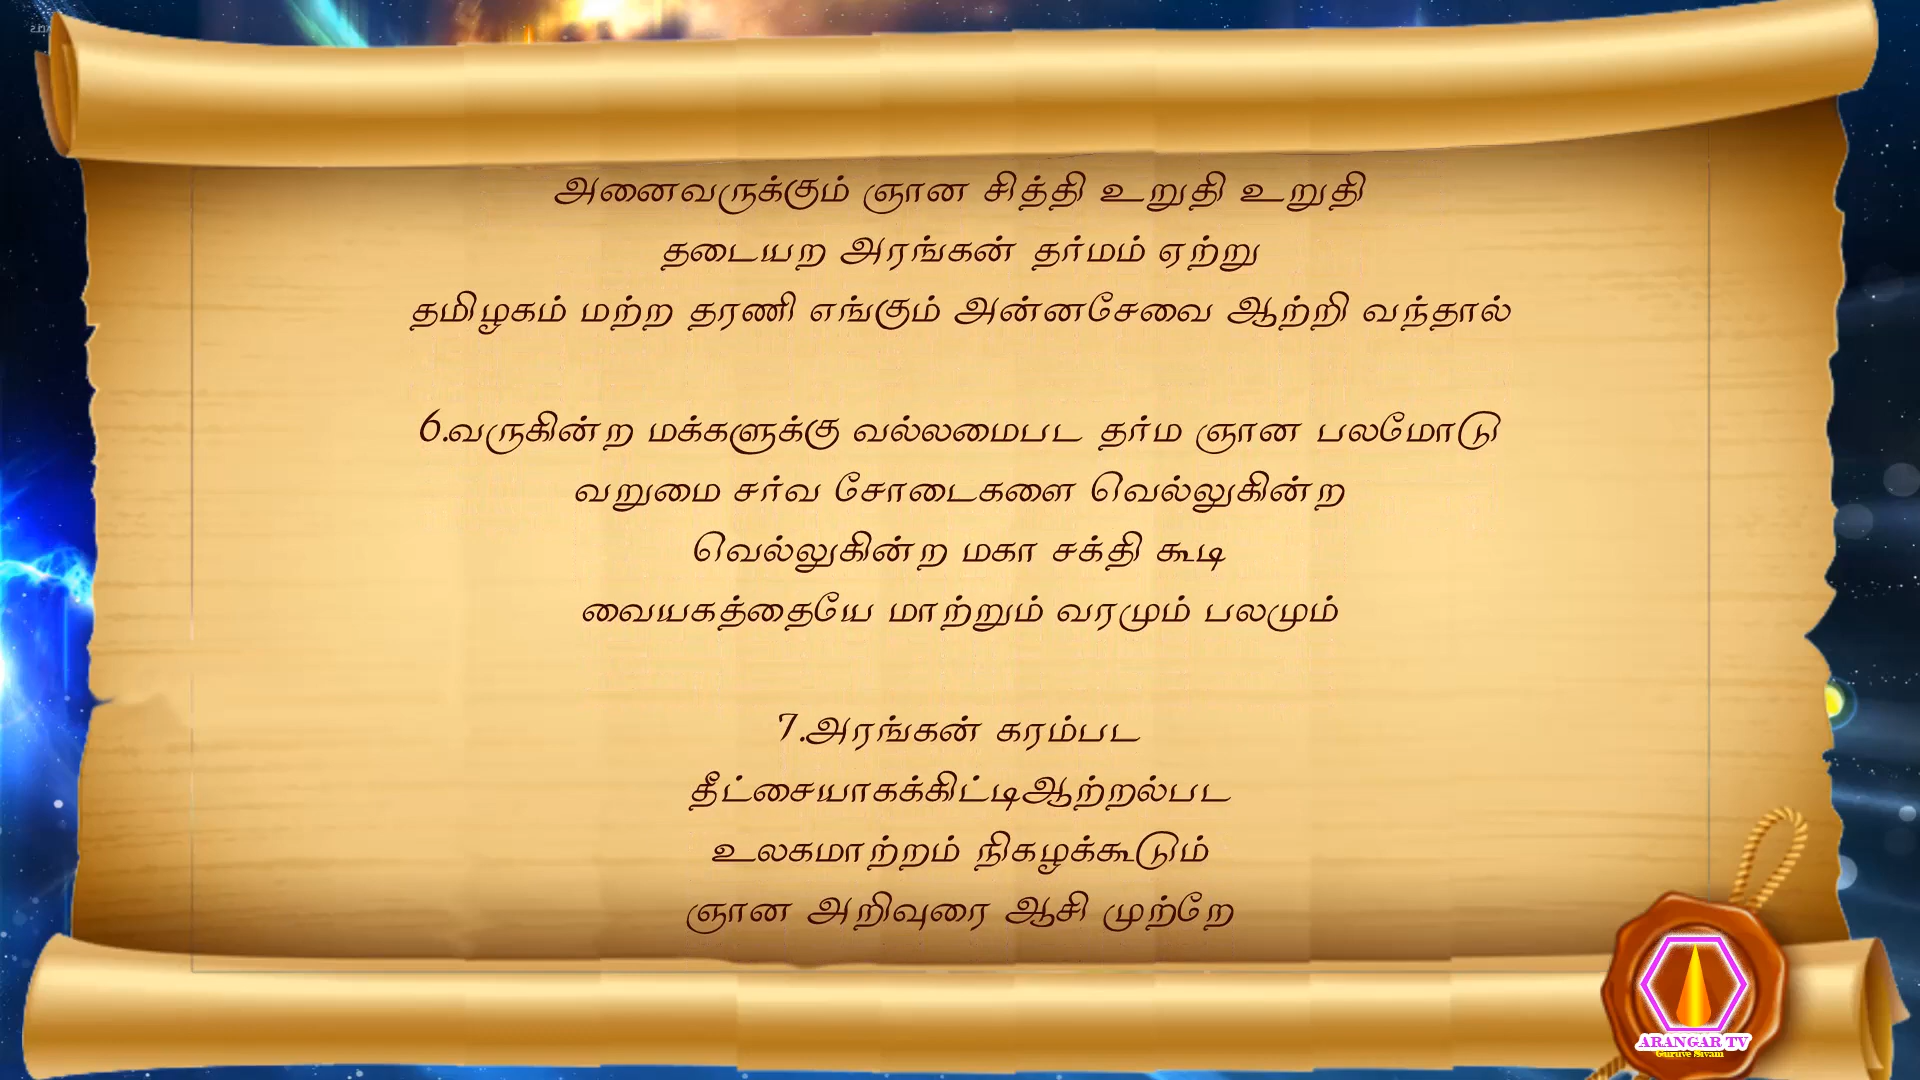 அனைவருக்கும் ஞான சித்தி உறுதி உறுதி
தடையற அரங்கன் தர்மம் ஏற்று
தமிழகம் மற்ற தரணி எங்கும் அன்னசேவை ஆற்றி வந்தால்
6.வருகின்ற மக்களுக்கு வல்லமைபட தர்ம ஞான பலமோடு
வறுமை சர்வ சோடைகளை வெல்லுகின்ற
வெல்லுகின்ற மகா சக்தி கூடி
வையகத்தையே மாற்றும் வரமும் பலமும்
7.அரங்கன் கரம்பட
தீட்சையாகக்கிட்டிஆற்றல்பட
உலகமாற்றம் நிகழக்கூடும்
ஞான அறிவுரை ஆசி முற்றே
ARANGAR TV
Guruve Sivam